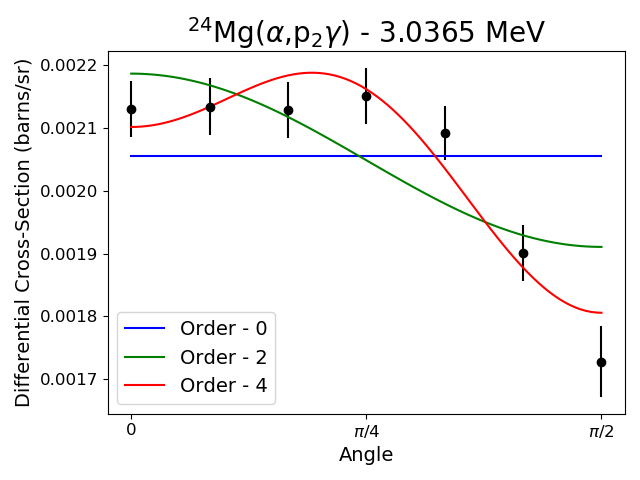 ²⁴Mg(α,p₂γ) - 3.0365 MeV
Differential Cross-Section (barns/sr)
0.0022
0.0021
0.0020
0.0019
0.0018
0.0017
Order - 0
Order - 2
Order - 4
0
π/4
π/2
Angle